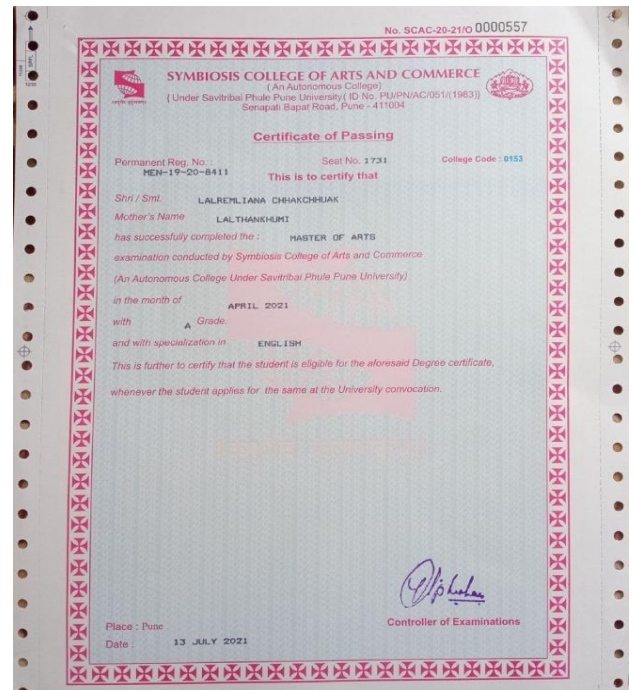 No. SCAC-20-21/O 0000557
SYMBIOSIS COLLEGE OF ARTS AND COMMERCE
( An Autonomous College)
{ Under Savitribai Phule Pune University( ID No. PU/PN/AC/051/(1983)}
Senapati Bapat Road, Pune - 411004
Certificate of Passing
Permanent Reg. No. : Seat No. 1731 College Code : 0153
MEN-19-20-8411
This is to certify that
Shri / Smt. LALREMLIANA CHHAKCHHUAK
Mother's Name LALTHANKHUMI
has successfully completed the : MASTER OF ARTS
examination conducted by Symbiosis College of Arts and Commerce
(An Autonomous College Under Savitribai Phule Pune University)
in the month of APRIL 2021
with A Grade.
and with specialization in ENGLISH
This is further to certify that the student is eligible for the aforesaid Degree certificate,
whenever the student applies for the same at the University convocation.
Controller of Examinations
Place : Pune
Date : 13 JULY 2021